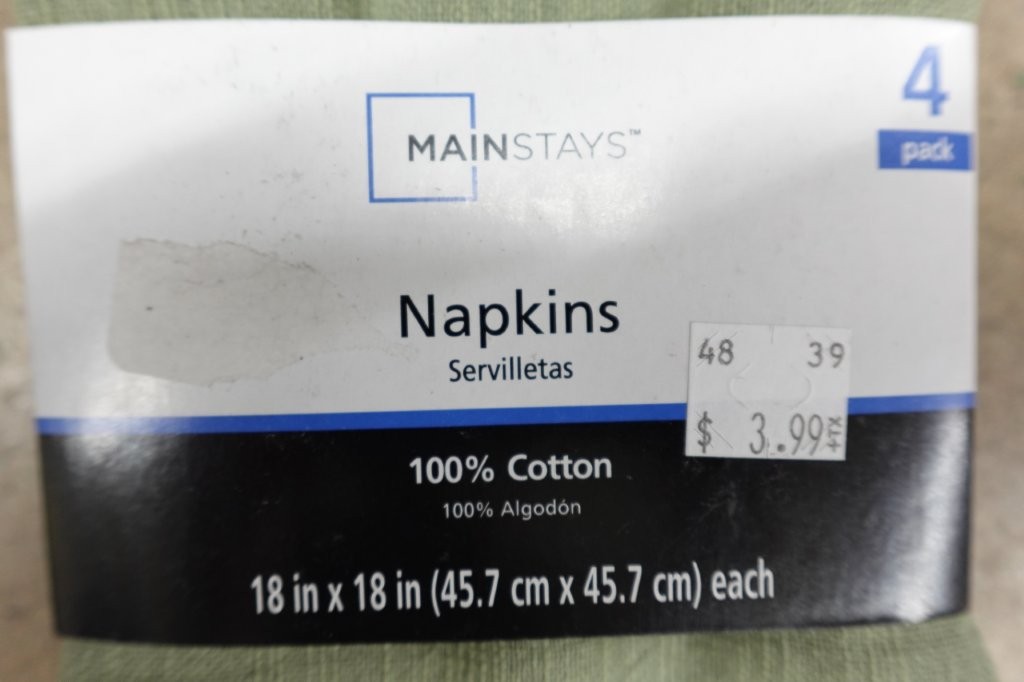 4
pack
MAINSTAYS™
Napkins
Servilletas
48 39
$ 3.99+TX
100% Cotton
100% Algodón
18 in x 18 in (45.7 cm x 45.7 cm) each